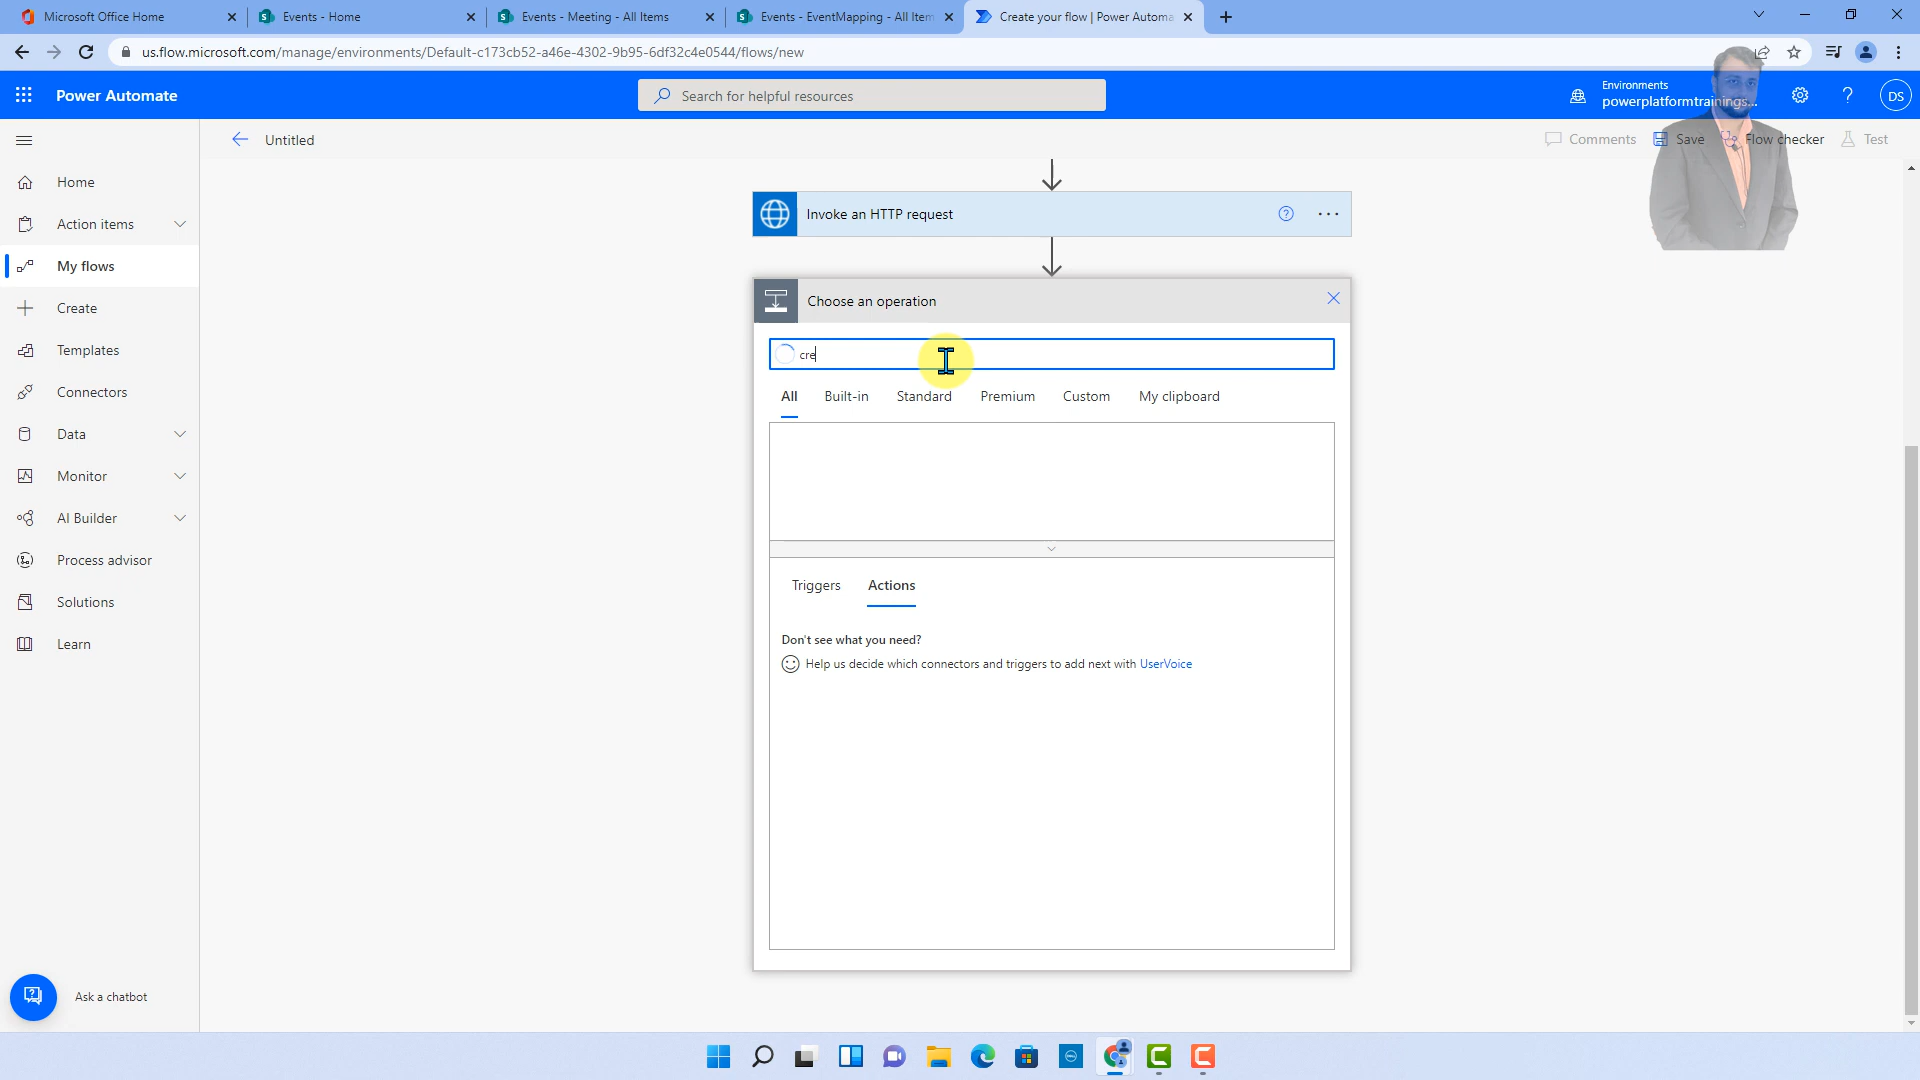 Microsoft Office Home
Events - Home
Events - Meeting - All Items
Events - EventMapping - All Item
Create your flow | Power Automa
us.flow.microsoft.com/manage/environments/Default-c173cb52-a46e-4302-9b95-6df32c4e0544/flows/new
Power Automate
Search for helpful resources
Environments
powerplatformtrainings...
DS
Untitled
Comments
Save
Flow checker
Test
Home
Action items
My flows
Create
Templates
Connectors
Data
Monitor
AI Builder
Process advisor
Solutions
Learn
Ask a chatbot
Invoke an HTTP request
Choose an operation
cre
All
Built-in
Standard
Premium
Custom
My clipboard
Triggers
Actions
Don't see what you need?
Help us decide which connectors and triggers to add next with UserVoice